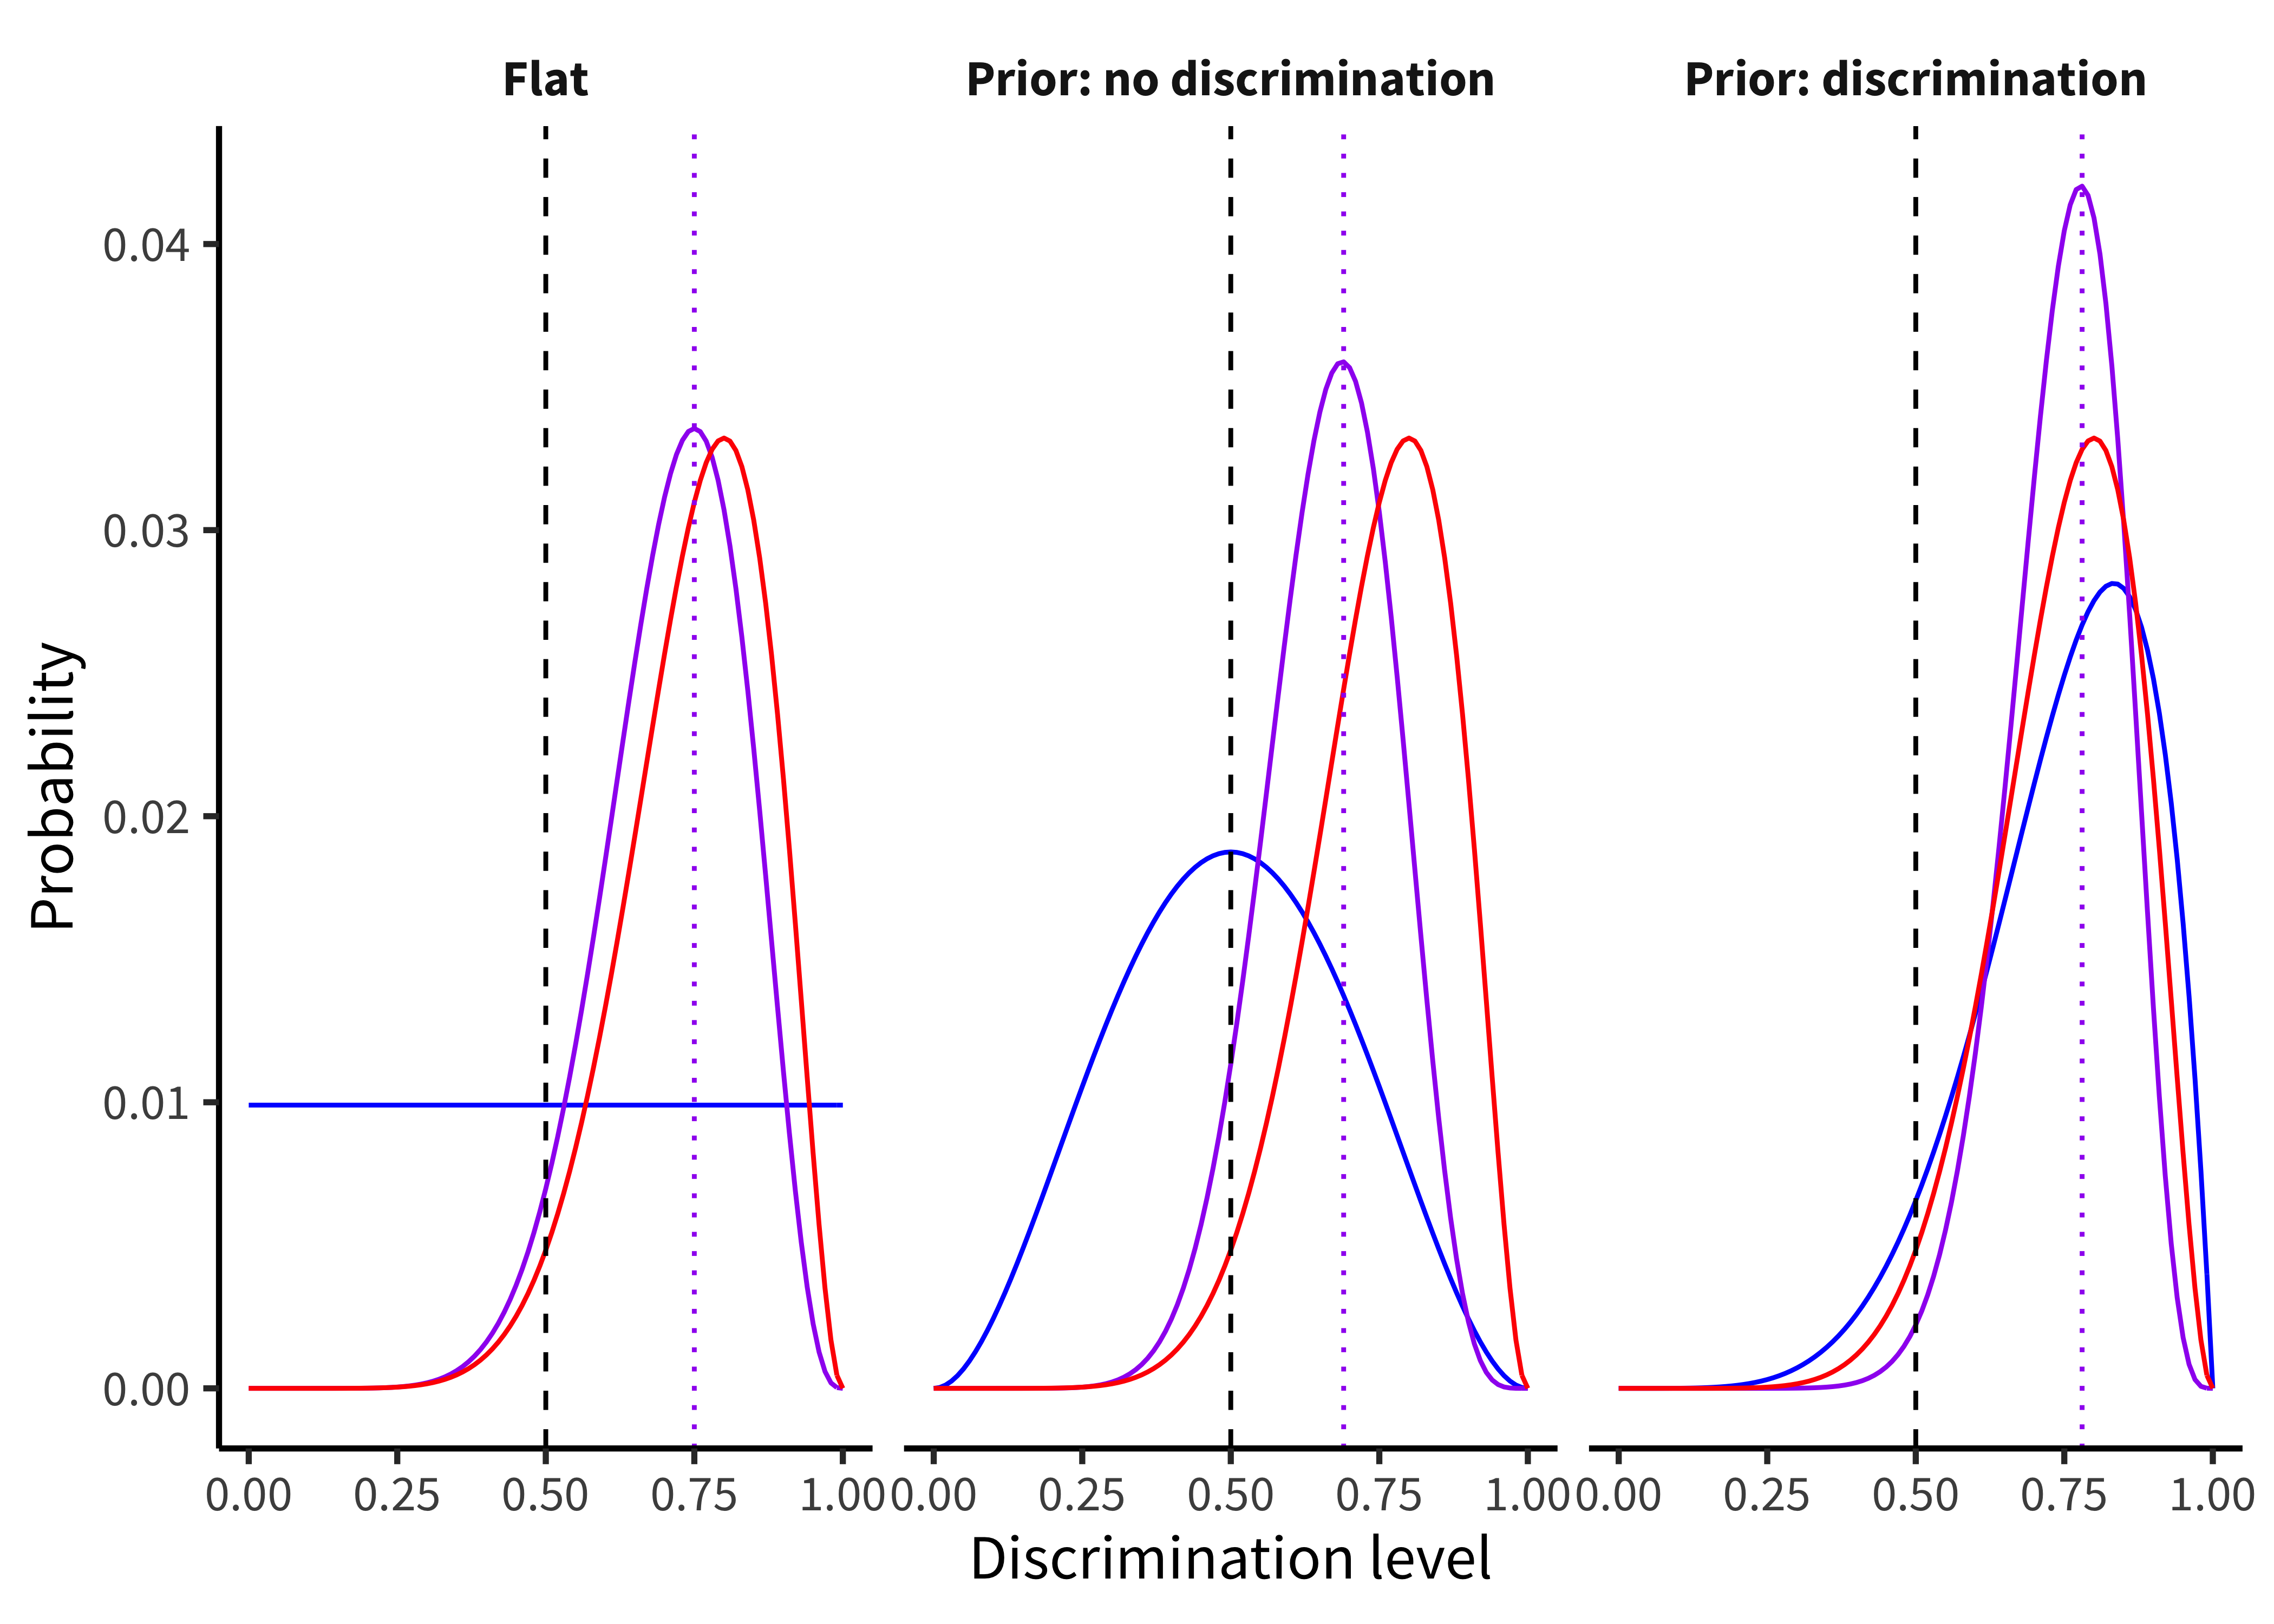 Flat
Prior: no discrimination
Prior: discrimination
Probability
0.04
0.03
0.02
0.01
0.00
0.00 0.25 0.50 0.75 1.00
0.00 0.25 0.50 0.75 1.00
0.00 0.25 0.50 0.75 1.00
Discrimination level